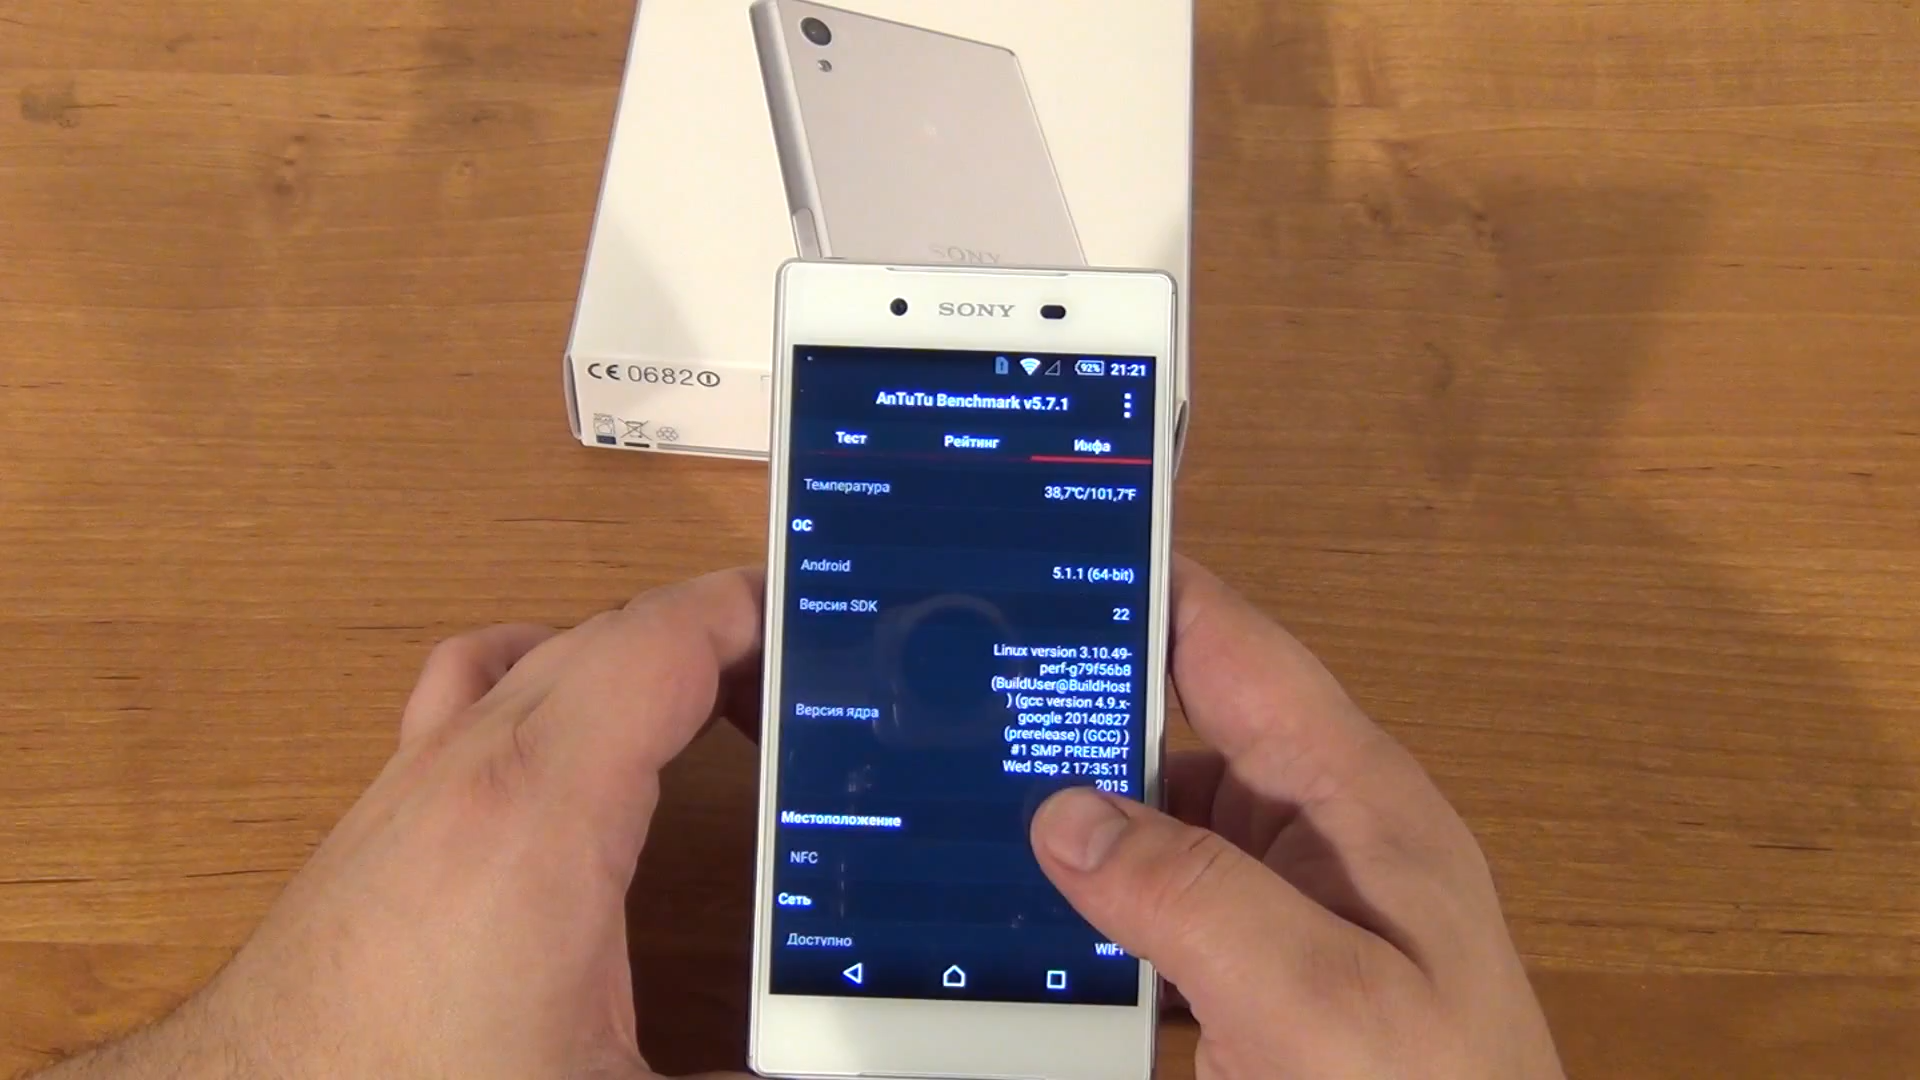 SONY
CE 0682
SONY
92% 21:21
AnTuTu Benchmark v5.7.1
Тест Рейтинг Инфа
Температура 38,7℃/101,7℉
ОС
Android 5.1.1 (64-bit)
Версия SDK 22
Версия ядра
Linux version 3.10.49-
perf-g79f56b8
(BuildUser@BuildHost
) (gcc version 4.9.x-
google 20140827
(prerelease) (GCC) )
#1 SMP PREEMPT
Wed Sep 2 17:35:11
2015
Местоположение
NFC
Сеть
Доступно WIFI